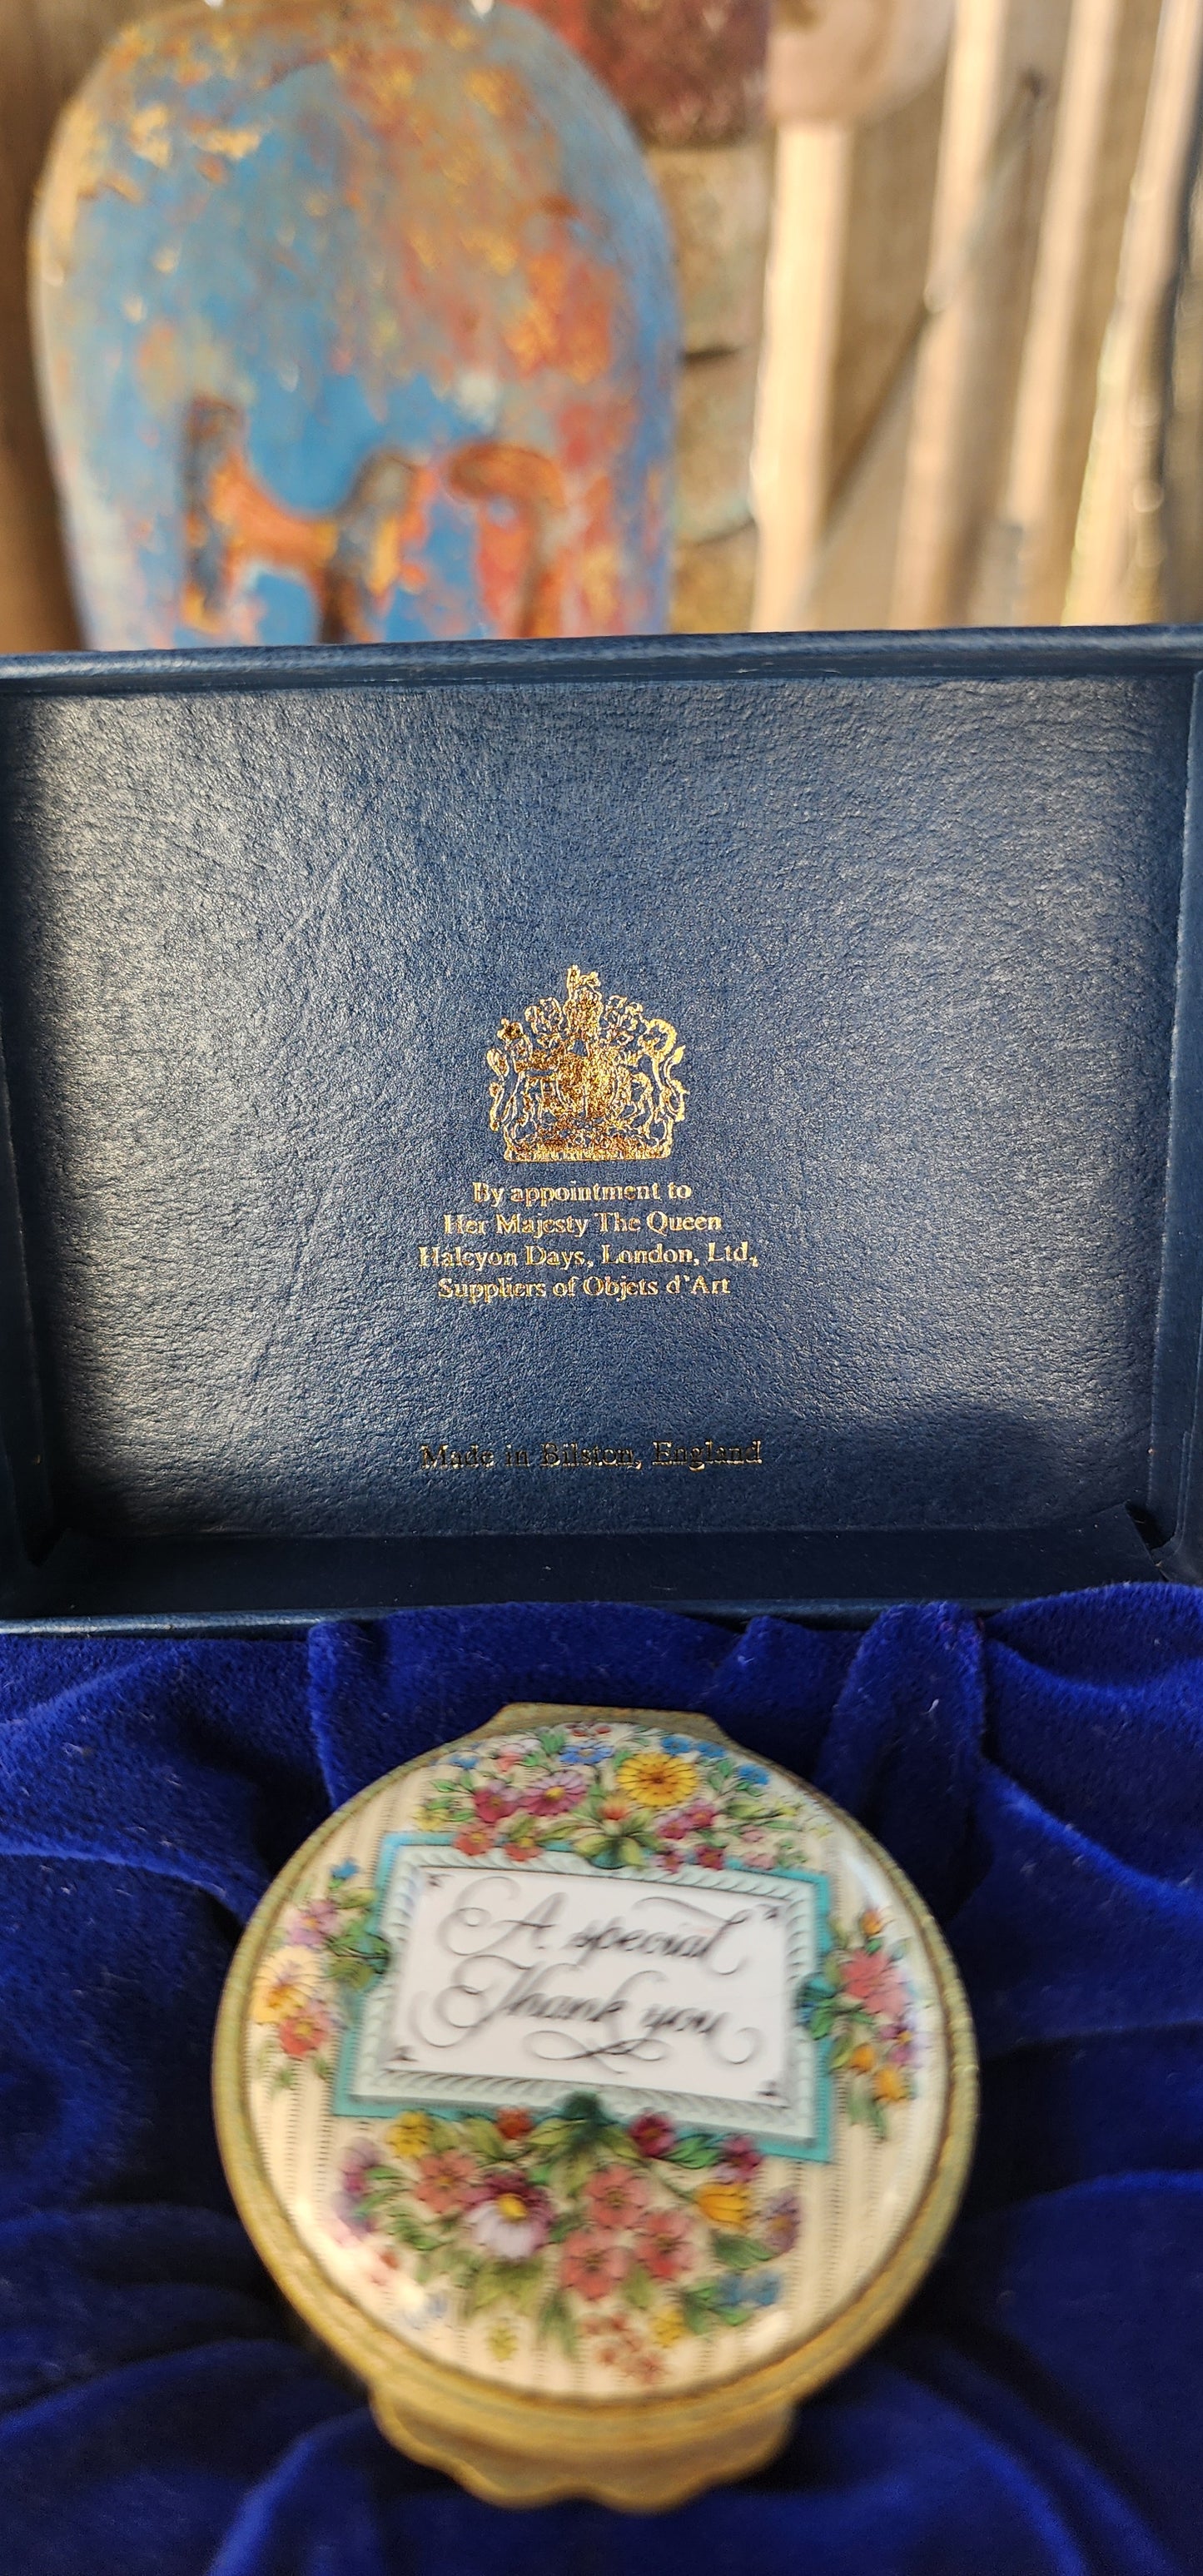 By appointment to
Her Majesty The Queen
Halcyon Days, London, Ltd,
Suppliers of Objets d'Art
Made in Bilston, England
A special
Thank you